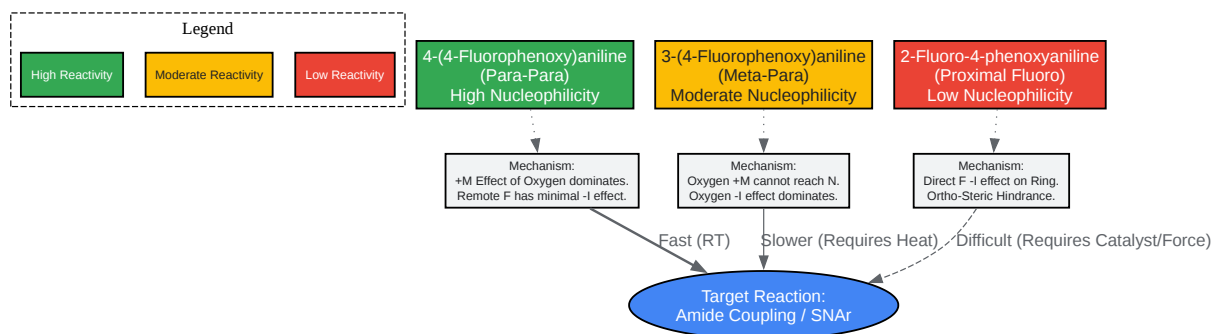 Legend
High Reactivity
Moderate Reactivity
Low Reactivity
4-(4-Fluorophenoxy)aniline
(Para-Para)
High Nucleophilicity
3-(4-Fluorophenoxy)aniline
(Meta-Para)
Moderate Nucleophilicity
2-Fluoro-4-phenoxyaniline
(Proximal Fluoro)
Low Nucleophilicity
Mechanism:
+M Effect of Oxygen dominates.
Remote F has minimal -I effect.
Mechanism:
Oxygen +M cannot reach N.
Oxygen -I effect dominates.
Mechanism:
Direct F -I effect on Ring.
Ortho-Steric Hindrance.
Fast (RT)
Slower (Requires Heat)
Difficult (Requires Catalyst/Force)
Target Reaction:
Amide Coupling / SNAr